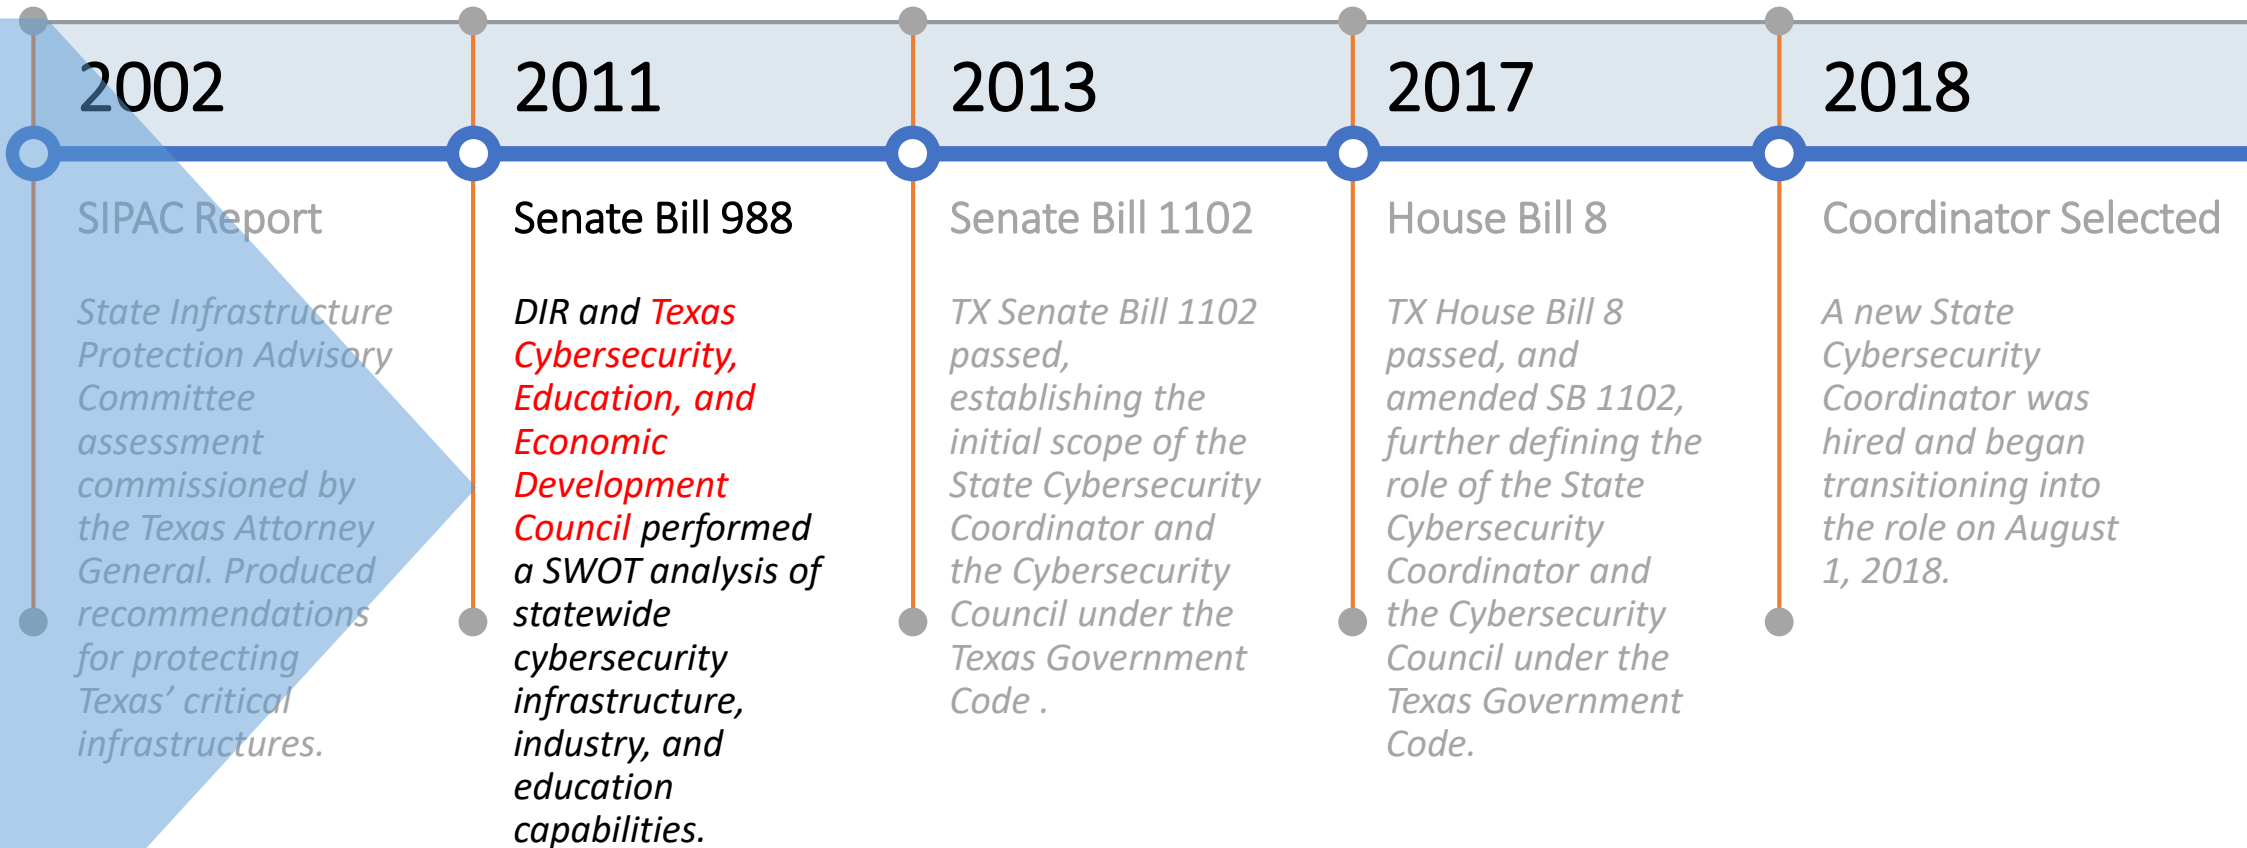 2002
SIPAC Report
State Infrastructure
Protection Advisory
Committee
assessment
commissioned by
the Texas Attorney
General. Produced
recommendations
for protecting
Texas’ critical
infrastructures.
2011
Senate Bill 988
DIR and Texas
Cybersecurity,
Education, and
Economic
Development
Council performed
a SWOT analysis of
statewide
cybersecurity
infrastructure,
industry, and
education
capabilities.
2013
Senate Bill 1102
TX Senate Bill 1102
passed,
establishing the
initial scope of the
State Cybersecurity
Coordinator and
the Cybersecurity
Council under the
Texas Government
Code .
2017
House Bill 8
TX House Bill 8
passed, and
amended SB 1102,
further defining the
role of the State
Cybersecurity
Coordinator and
the Cybersecurity
Council under the
Texas Government
Code.
2018
Coordinator Selected
A new State
Cybersecurity
Coordinator was
hired and began
transitioning into
the role on August
1, 2018.